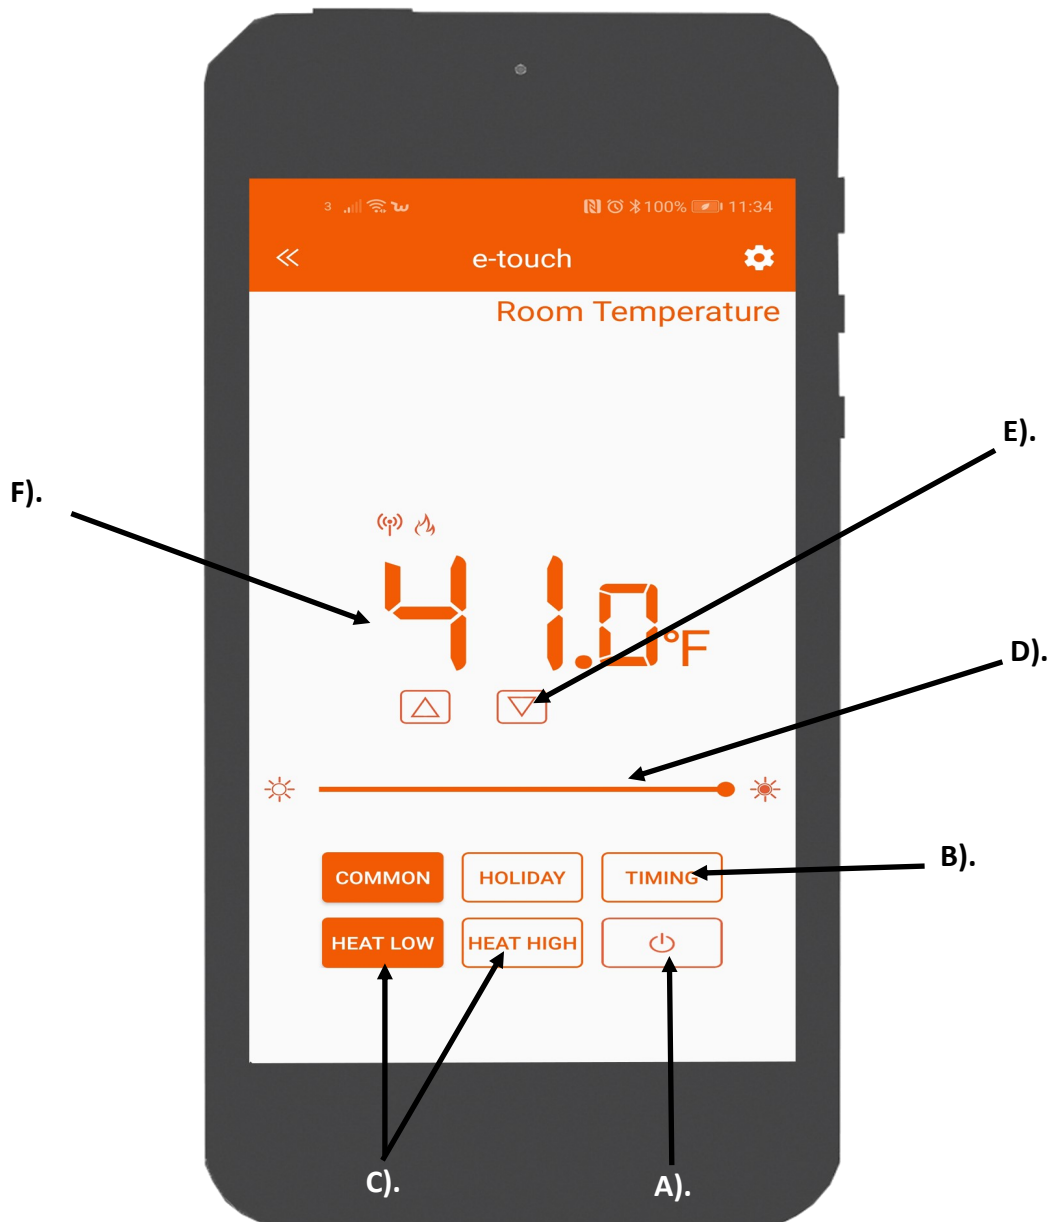 3 100% 11:34
e-touch
Room Temperature
E).
F).
41.0°F
D).
COMMON HOLIDAY TIMING
B).
HEAT LOW HEAT HIGH
C). A).